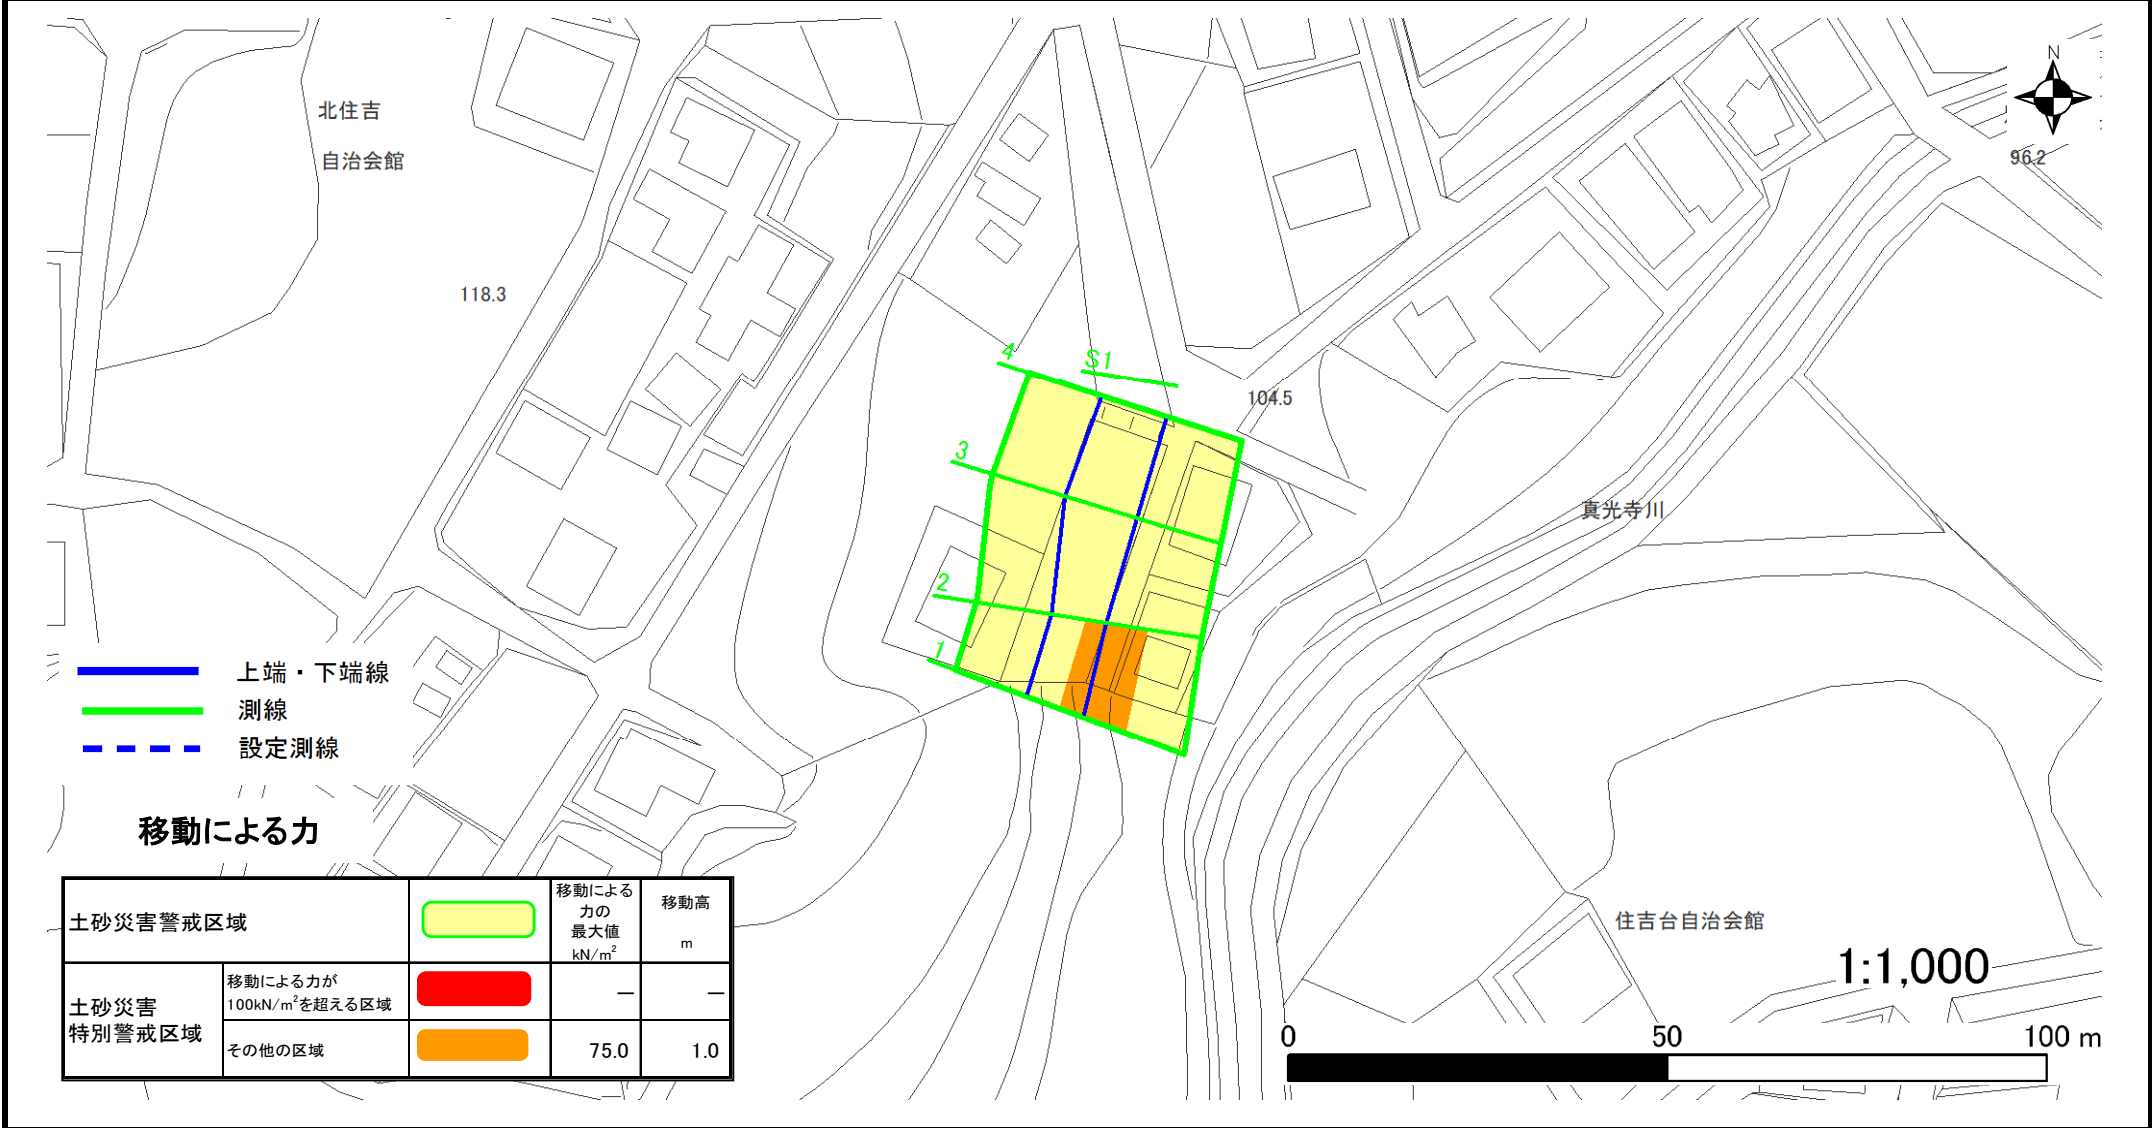 N
北住吉
自治会館
96.2
118.3
4
S1
104.5
3
真光寺川
2
1
上端・下端線
測線
設定測線
移動による力
土砂災害警戒区域
移動による
力の
最大値
kN/m²
移動高
m
土砂災害
特別警戒区域
移動による力が
100kN/m²を超える区域
—
—
その他の区域
75.0
1.0
住吉台自治会館
1:1,000
0
50
100 m